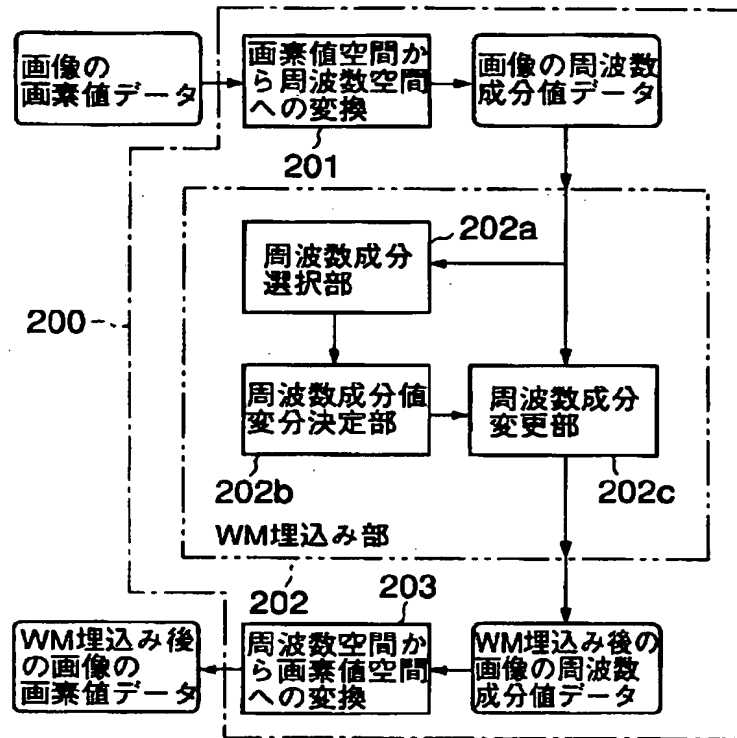 画像の
画素値データ
画素値空間か
ら周波数空間
への変換
画像の周波数
成分値データ
201
202a
周波数成分
選択部
200
周波数成分値
変分決定部
周波数成分
変更部
202b
202c
WM埋込み部
202
203
WM埋込み後
の画像の
画素値データ
周波数空間か
ら画素値空間
への変換
WM埋込み後の
画像の周波数
成分値データ